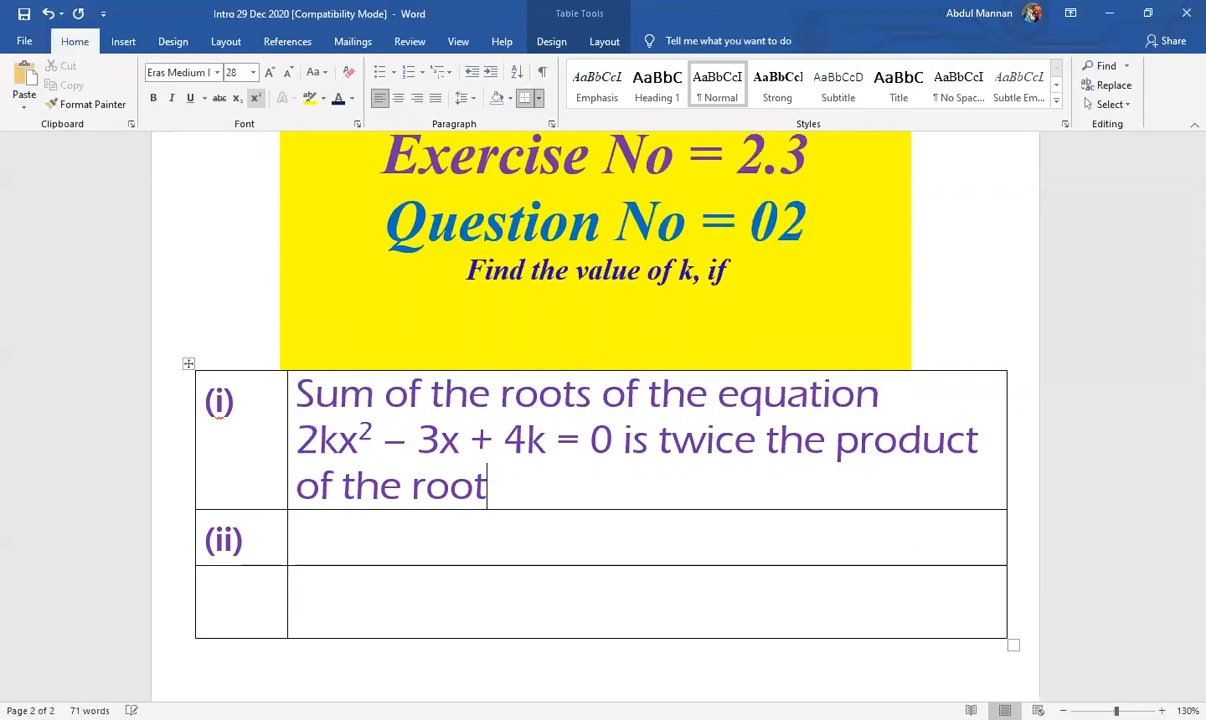 Intro 29 Dec 2020 [Compatibility Mode] - Word
Table Tools
Abdul Mannan
File Home Insert Design Layout References Mailings Review View Help Design Layout Tell me what you want to do Share
Paste
Cut
Copy
Format Painter
Clipboard
Eras Medium I 28
Font
Paragraph
AaBbCcI Emphasis
AaBbC Heading 1
AaBbCcI ¶ Normal
AaBbCcl Strong
AaBbCcD Subtitle
AaBbC Title
AaBbCcI ¶ No Spac...
AaBbCcI Subtle Em...
Styles
Find
Replace
Select
Editing
Exercise No = 2.3
Question No = 02
Find the value of k, if
(i) Sum of the roots of the equation
2kx² – 3x + 4k = 0 is twice the product
of the root
(ii)
Page 2 of 2 71 words 130%